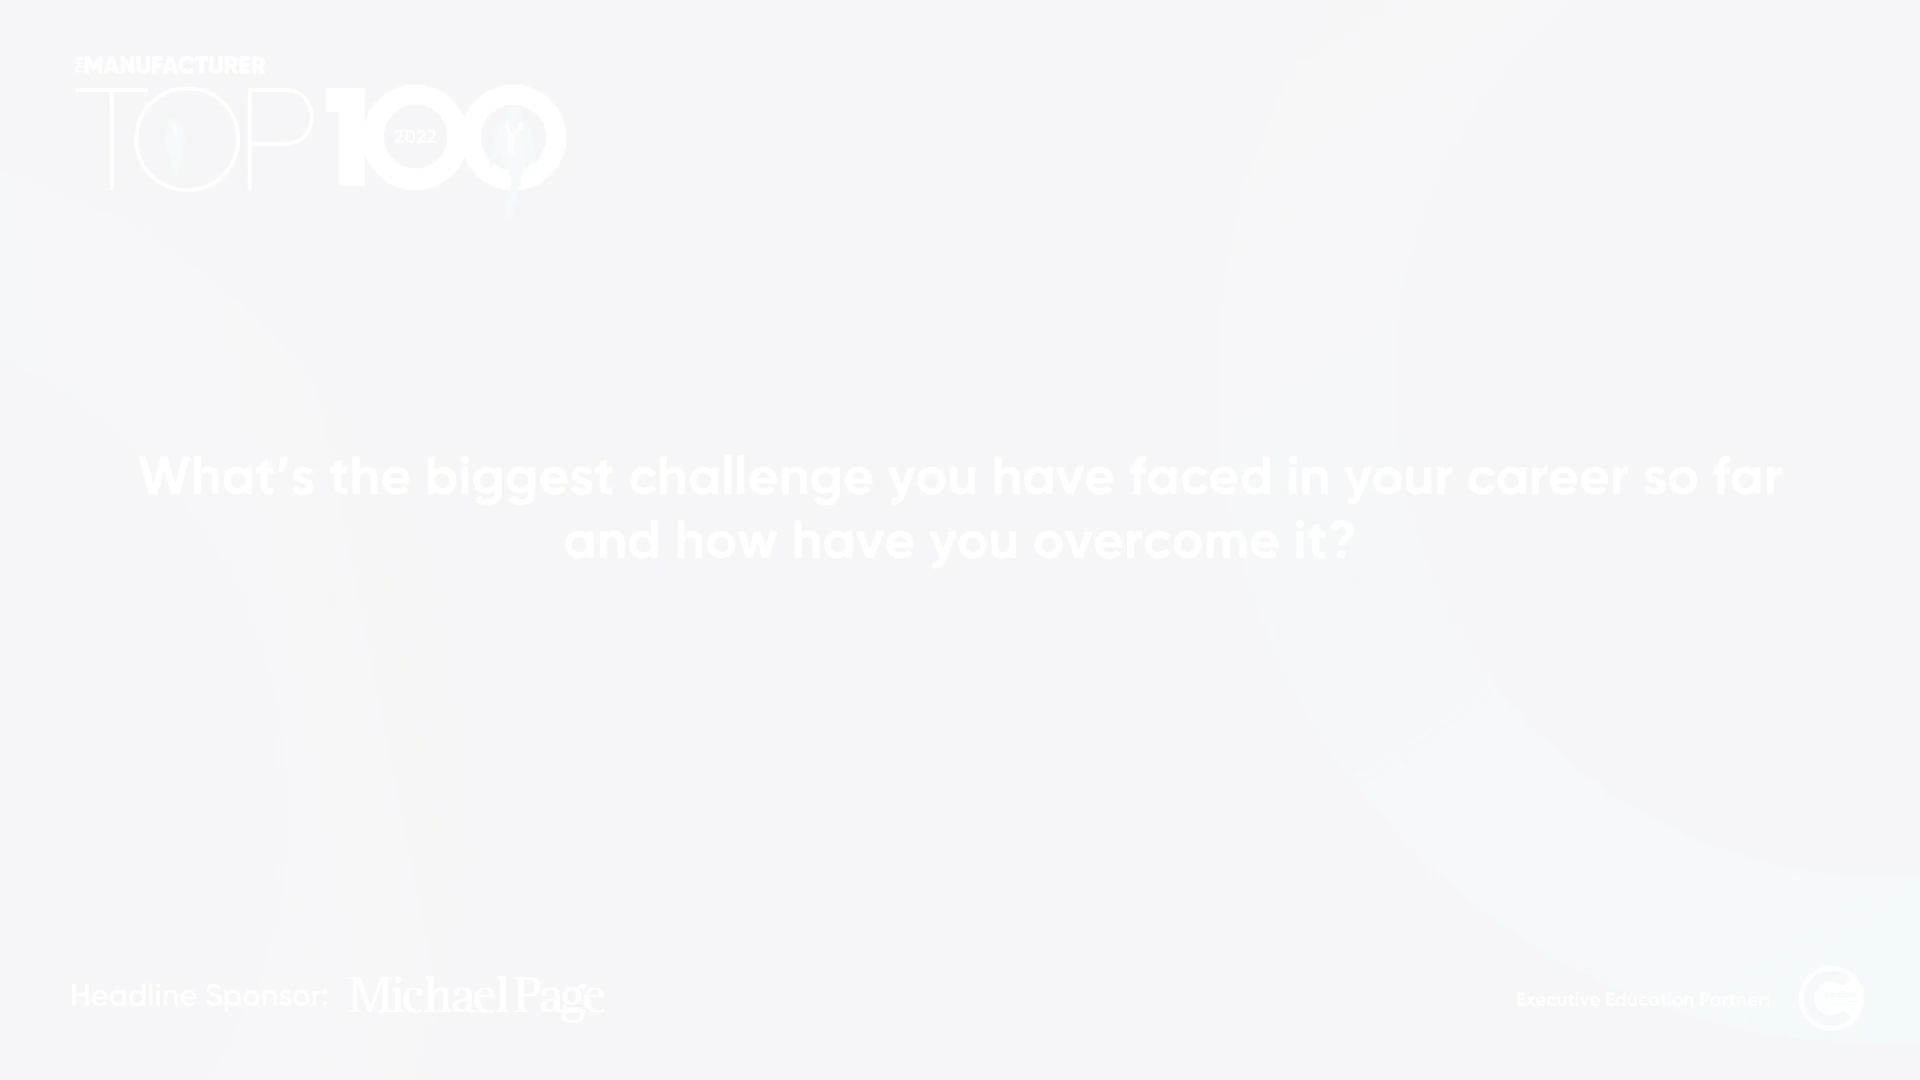 THE MANUFACTURER
TOP 100
2022
What's the biggest challenge you have faced in your career so far
and how have you overcome it?
Headline Sponsor: Michael Page
Executive Education Partner: